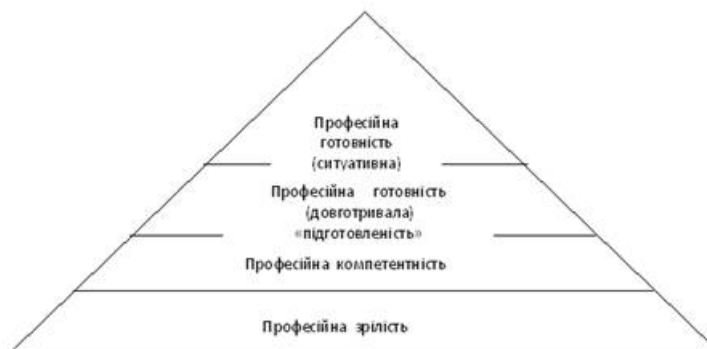 Професійна
готовність
(ситуативна)
Професійна готовність
(довготривала)
«підготовленість»
Професійна компетентність
Професійна зрілість